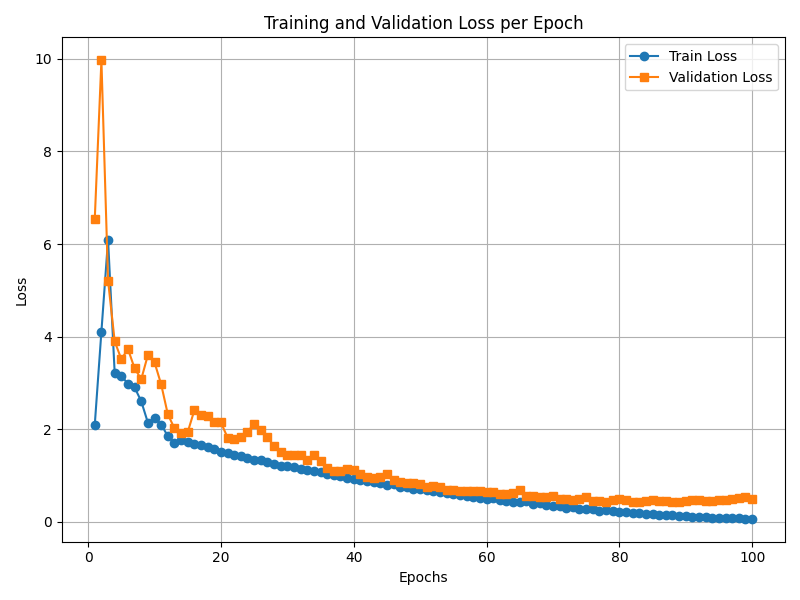 Training and Validation Loss per Epoch
Train Loss
Validation Loss
10
8
6
4
2
0
Loss
0 20 40 60 80 100
Epochs